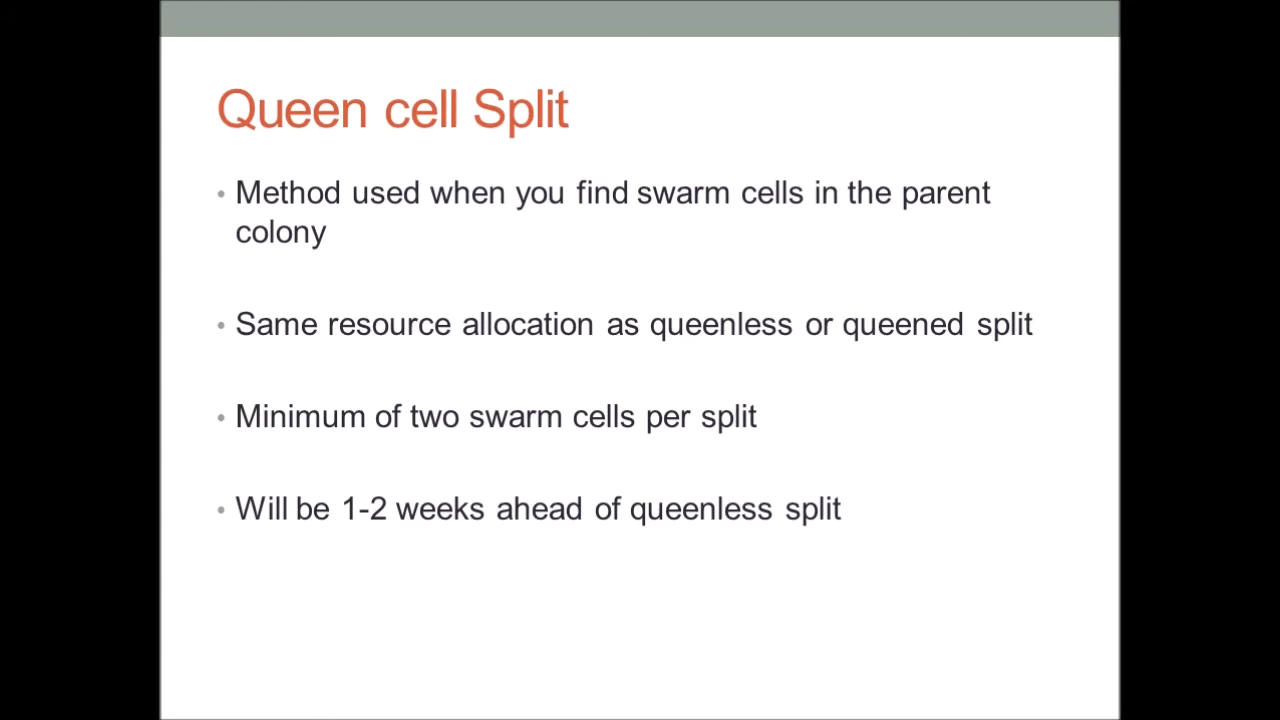 Queen cell Split
• Method used when you find swarm cells in the parent
colony
• Same resource allocation as queenless or queened split
• Minimum of two swarm cells per split
• Will be 1-2 weeks ahead of queenless split